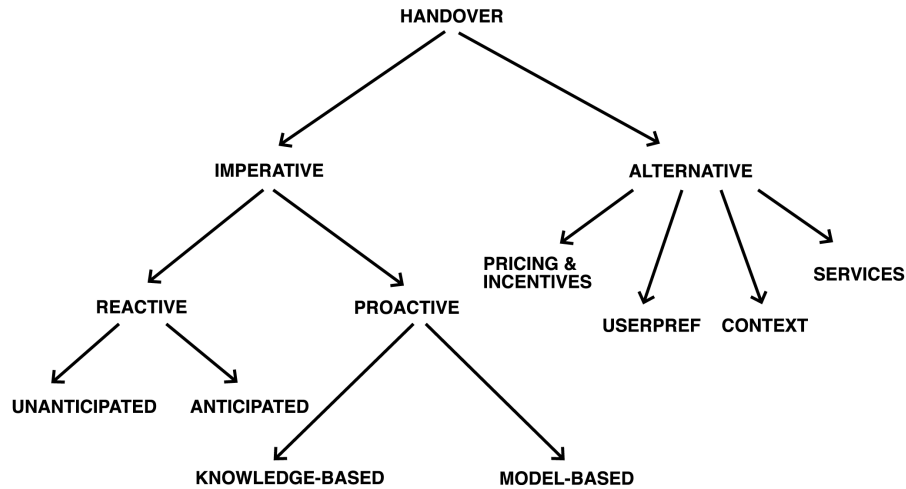 HANDOVER
IMPERATIVE
ALTERNATIVE
PRICING &
INCENTIVES
SERVICES
REACTIVE
PROACTIVE
USERPREF
CONTEXT
UNANTICIPATED
ANTICIPATED
KNOWLEDGE-BASED
MODEL-BASED